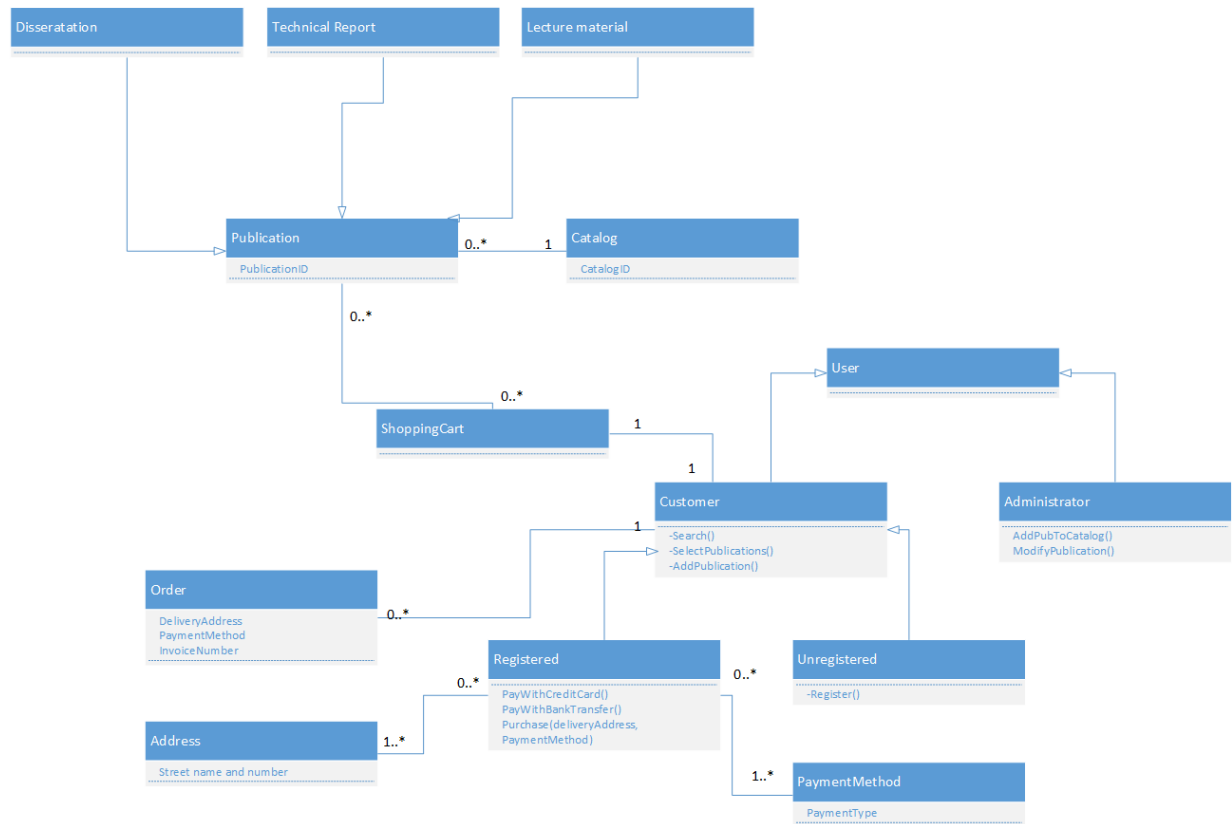 Disseratation
Technical Report
Lecture material
Publication
PublicationID
0..*
1
Catalog
CatalogID
0..*
User
0..*
ShoppingCart
1
1
Customer
-Search()
-SelectPublications()
-AddPublication()
Administrator
AddPubToCatalog()
ModifyPublication()
1
Order
DeliveryAddress
PaymentMethod
InvoiceNumber
0..*
Registered
PayWithCreditCard()
PayWithBankTransfer()
Purchase(deliveryAddress,
PaymentMethod)
0..*
0..*
Unregistered
-Register()
Address
Street name and number
1..*
1..*
PaymentMethod
PaymentType